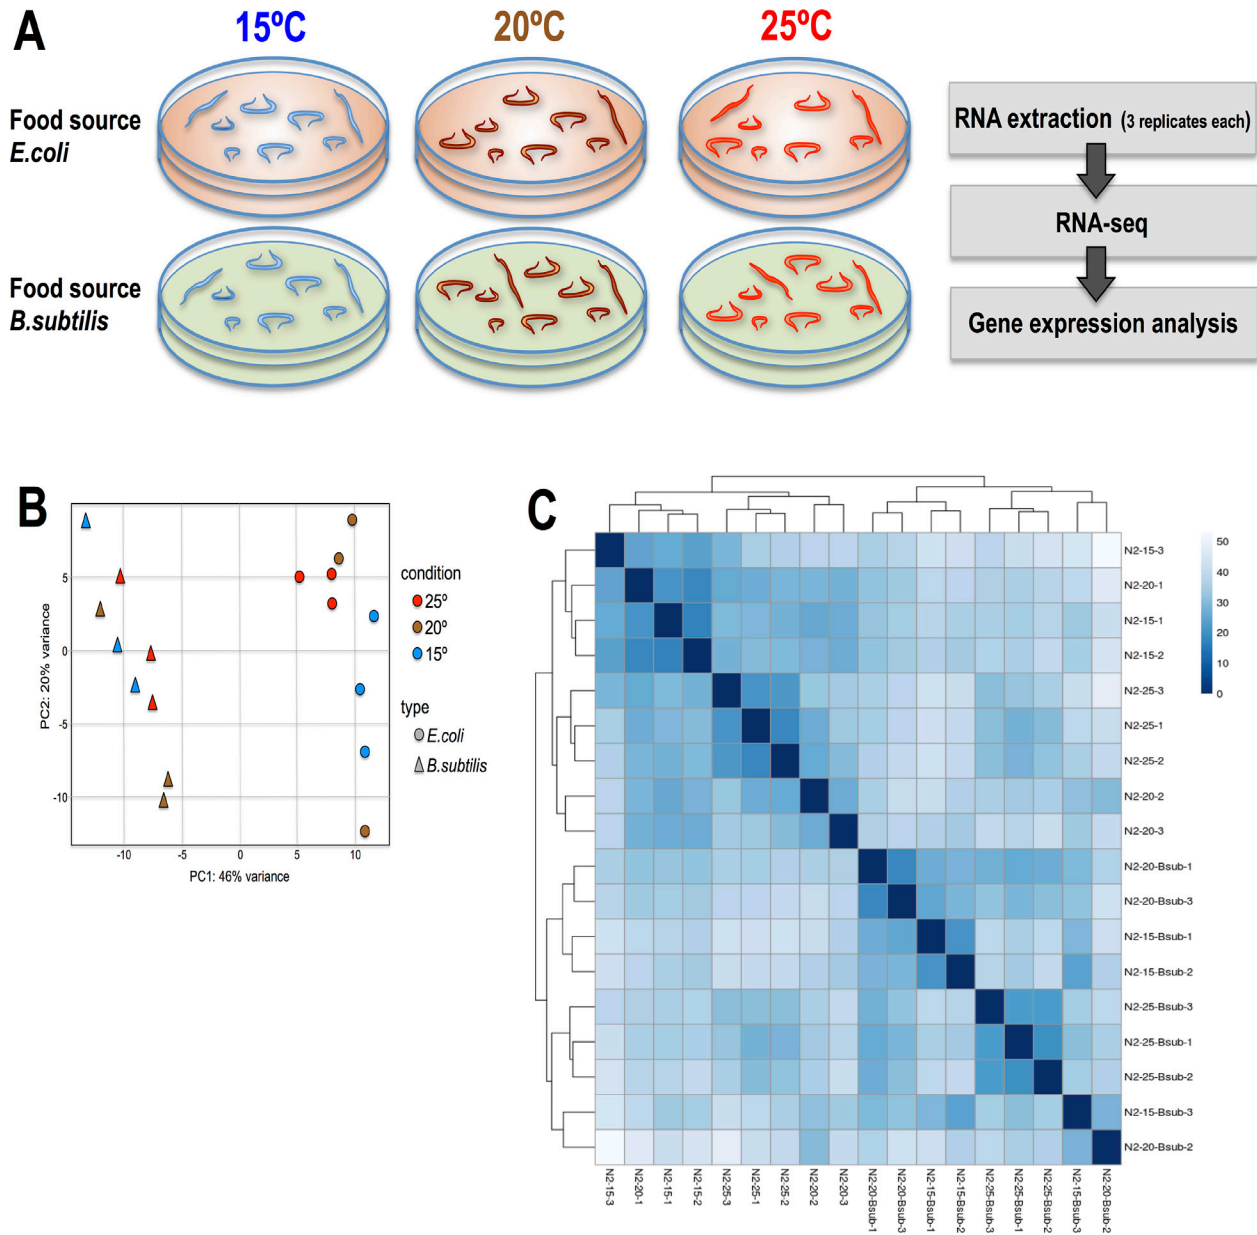 A
15ºC
20ºC
25ºC
Food source
E.coli
Food source
B.subtilis
RNA extraction (3 replicates each)
RNA-seq
Gene expression analysis
B
PC2: 20% variance
5
0
-5
-10
-10
-5
0
5
10
PC1: 46% variance
condition
25º
20º
15º
type
E.coli
B.subtilis
C
50
40
30
20
10
0
N2-15-3
N2-20-1
N2-15-1
N2-15-2
N2-25-3
N2-25-1
N2-25-2
N2-20-2
N2-20-3
N2-20-Bsub-1
N2-20-Bsub-3
N2-15-Bsub-1
N2-15-Bsub-2
N2-25-Bsub-3
N2-25-Bsub-1
N2-25-Bsub-2
N2-15-Bsub-3
N2-20-Bsub-2
N2-15-3
N2-20-1
N2-15-1
N2-15-2
N2-25-3
N2-25-1
N2-25-2
N2-20-2
N2-20-3
N2-20-Bsub-1
N2-20-Bsub-3
N2-15-Bsub-1
N2-15-Bsub-2
N2-25-Bsub-3
N2-25-Bsub-1
N2-25-Bsub-2
N2-15-Bsub-3
N2-20-Bsub-2